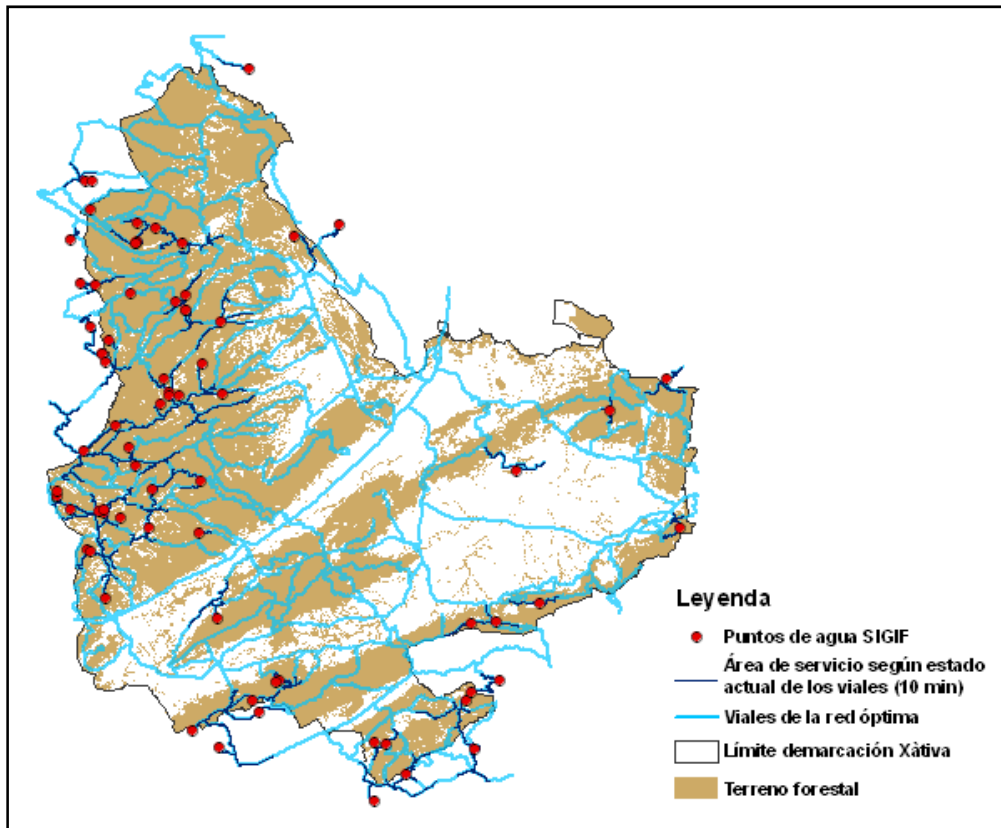 Leyenda
Puntos de agua SIGIF
Área de servicio según estado
actual de los viales (10 min)
Viales de la red óptima
Límite demarcación Xàtiva
Terreno forestal